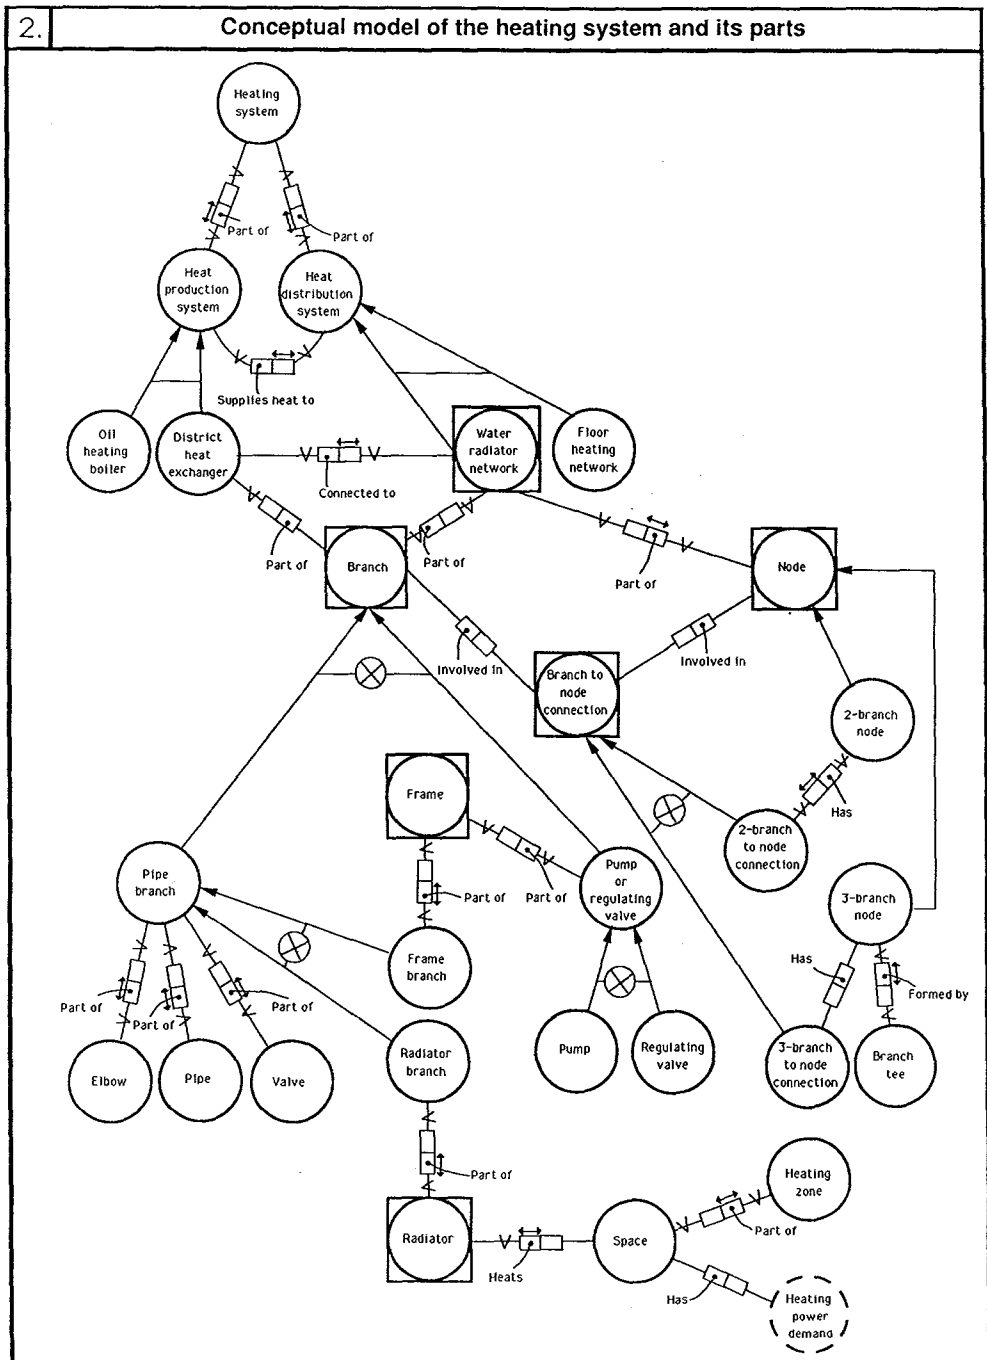 2.
Conceptual model of the heating system and its parts
Heating
system
Part of
Part of
Heat
production
system
Heat
distribution
system
Supplies heat to
Oil
heating
boiler
District
heat
exchanger
Water
radiator
network
Floor
heating
network
Connected to
Part of
Part of
Part of
Branch
Node
Involved in
Involved in
Branch to
node
connection
2-branch
node
Has
Frame
2-branch
to node
connection
Pipe
branch
Part of
Part of
Pump
or
regulating
valve
3-branch
node
Frame
branch
Has
Formed by
Part of
Part of
Part of
Elbow
Pipe
Valve
Radiator
branch
Pump
Regulating
valve
3-branch
to node
connection
Branch
tee
Part of
Heating
zone
Part of
Radiator
Space
Heats
Has
Heating
power
demand